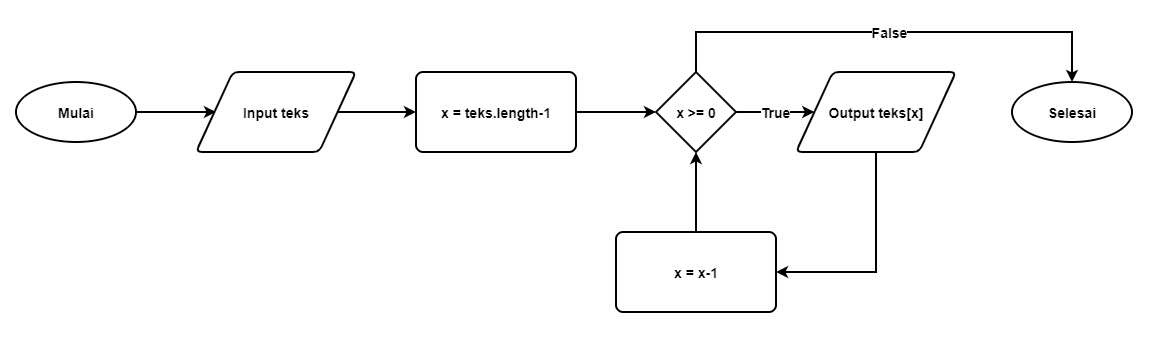 Mulai
Input teks
x = teks.length-1
x >= 0
True
Output teks[x]
False
Selesai
x = x-1